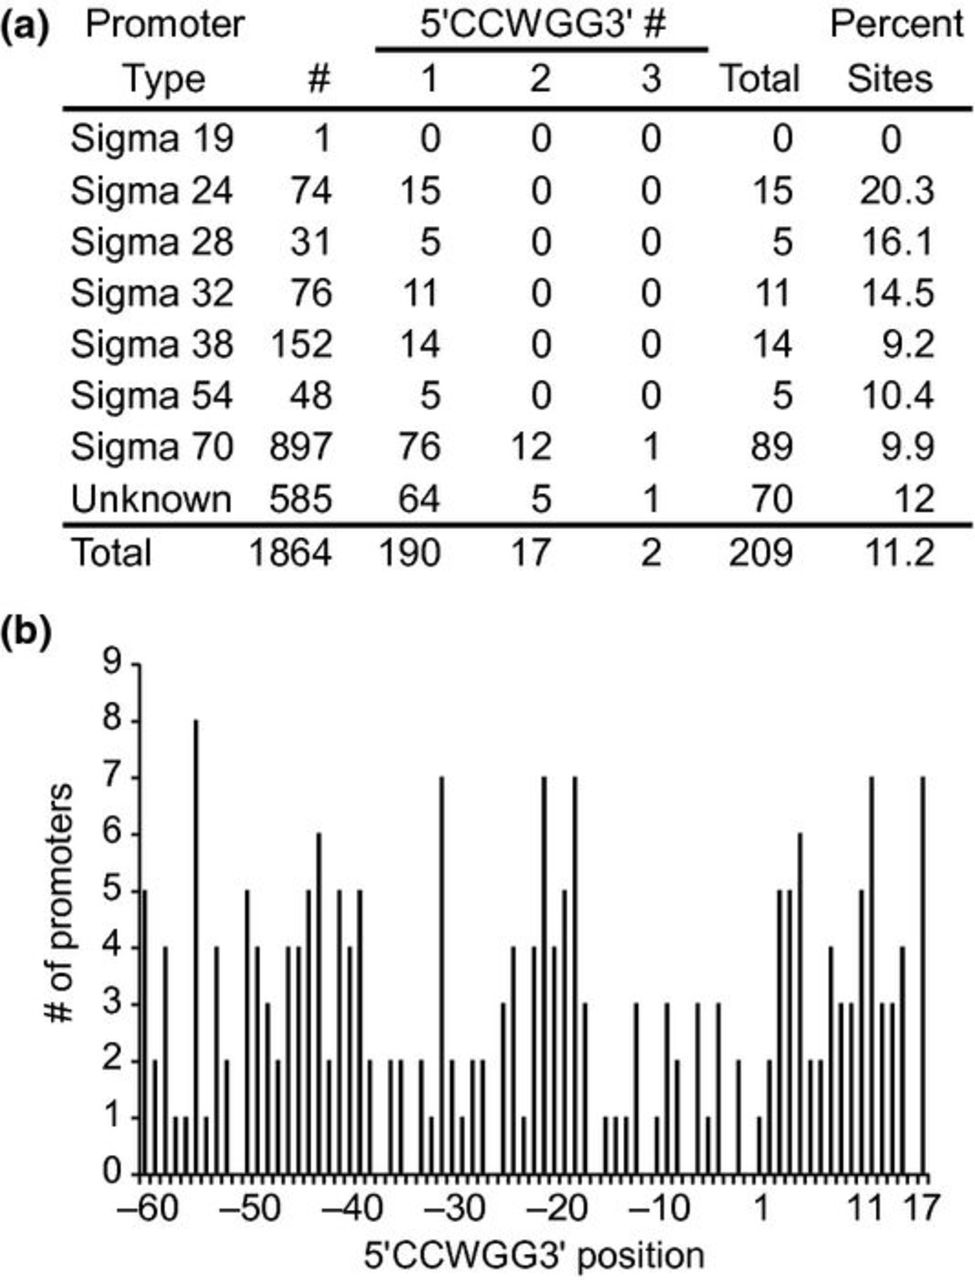 (a) Promoter 5'CCWGG3' # Percent
Type # 1 2 3 Total Sites
Sigma 19 1 0 0 0 0 0
Sigma 24 74 15 0 0 15 20.3
Sigma 28 31 5 0 0 5 16.1
Sigma 32 76 11 0 0 11 14.5
Sigma 38 152 14 0 0 14 9.2
Sigma 54 48 5 0 0 5 10.4
Sigma 70 897 76 12 1 89 9.9
Unknown 585 64 5 1 70 12
Total 1864 190 17 2 209 11.2
(b)
9
8
7
6
5
4
3
2
1
0
# of promoters
–60 –50 –40 –30 –20 –10 1 11 17
5'CCWGG3' position